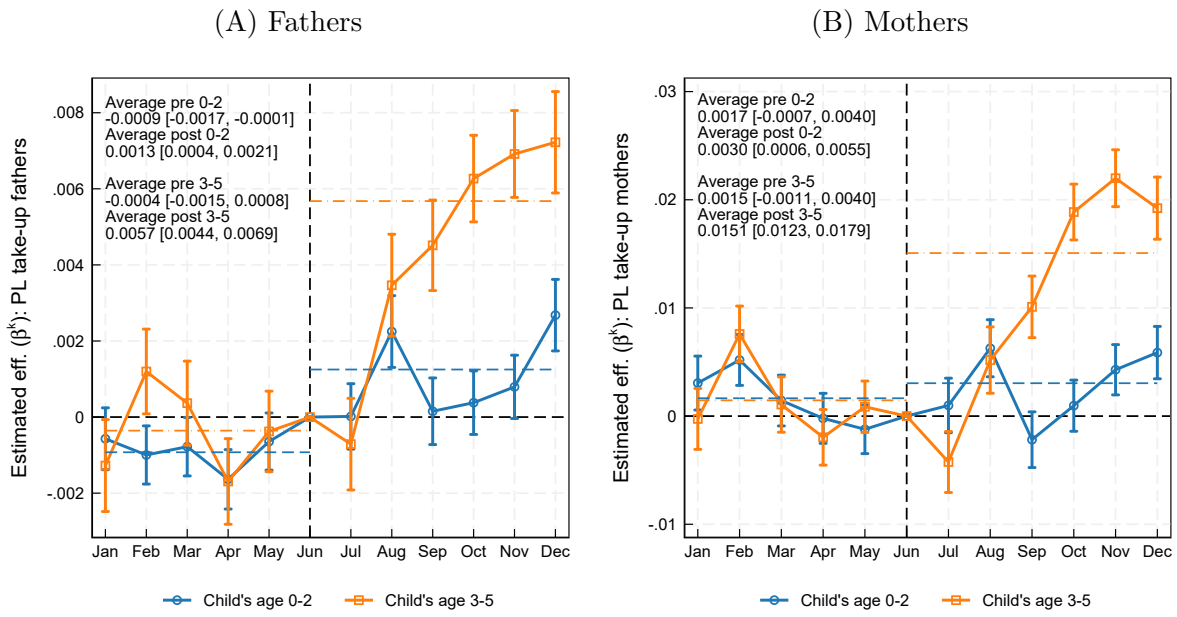 (A) Fathers
Estimated eff. (βᵏ): PL take-up fathers
.008
.006
.004
.002
0
-.002
Average pre 0-2
-0.0009 [-0.0017, -0.0001]
Average post 0-2
0.0013 [0.0004, 0.0021]
Average pre 3-5
-0.0004 [-0.0015, 0.0008]
Average post 3-5
0.0057 [0.0044, 0.0069]
Jan Feb Mar Apr May Jun Jul Aug Sep Oct Nov Dec
Child's age 0-2 Child's age 3-5
(B) Mothers
Estimated eff. (βᵏ): PL take-up mothers
.03
.02
.01
0
-.01
Average pre 0-2
0.0017 [-0.0007, 0.0040]
Average post 0-2
0.0030 [0.0006, 0.0055]
Average pre 3-5
0.0015 [-0.0011, 0.0040]
Average post 3-5
0.0151 [0.0123, 0.0179]
Jan Feb Mar Apr May Jun Jul Aug Sep Oct Nov Dec
Child's age 0-2 Child's age 3-5